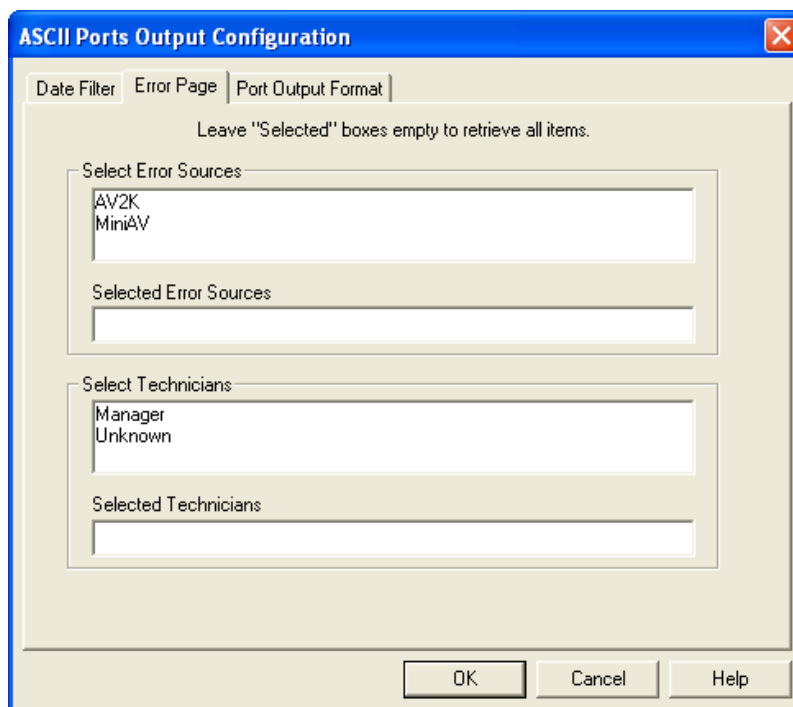 ASCII Ports Output Configuration
Date Filter Error Page Port Output Format
Leave "Selected" boxes empty to retrieve all items.
Select Error Sources
AV2K
MiniAV
Selected Error Sources
Select Technicians
Manager
Unknown
Selected Technicians
OK Cancel Help